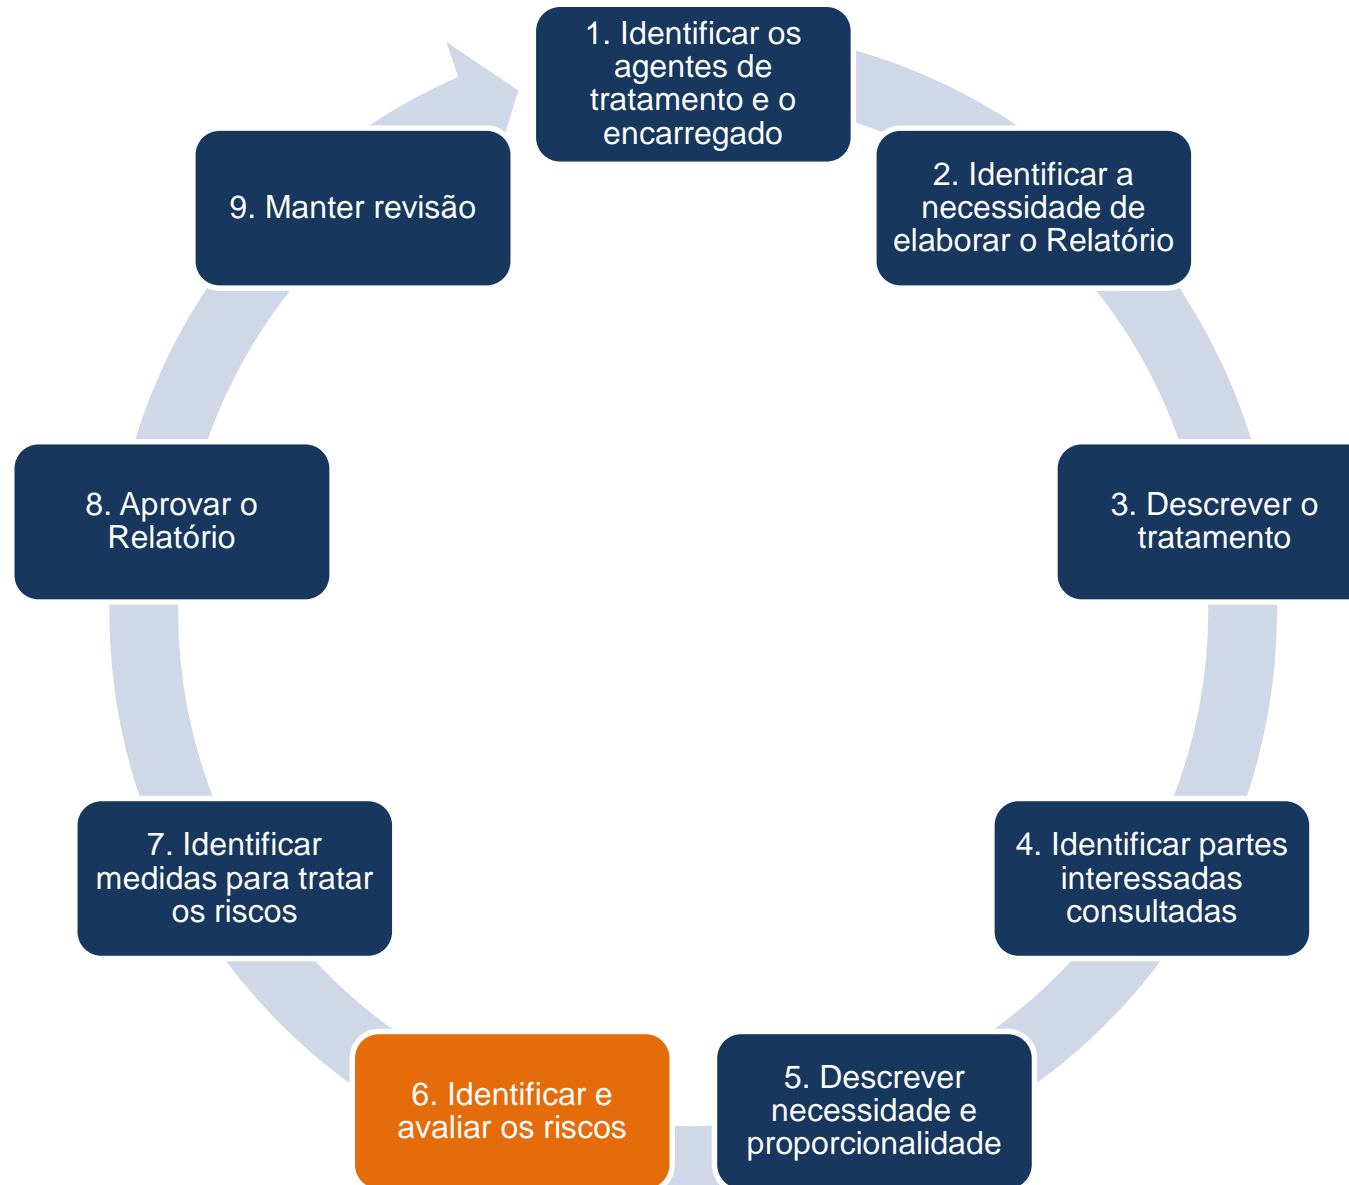 1. Identificar os
agentes de
tratamento e o
encarregado
2. Identificar a
necessidade de
elaborar o Relatório
3. Descrever o
tratamento
4. Identificar partes
interessadas
consultadas
5. Descrever
necessidade e
proporcionalidade
6. Identificar e
avaliar os riscos
7. Identificar
medidas para tratar
os riscos
8. Aprovar o
Relatório
9. Manter revisão